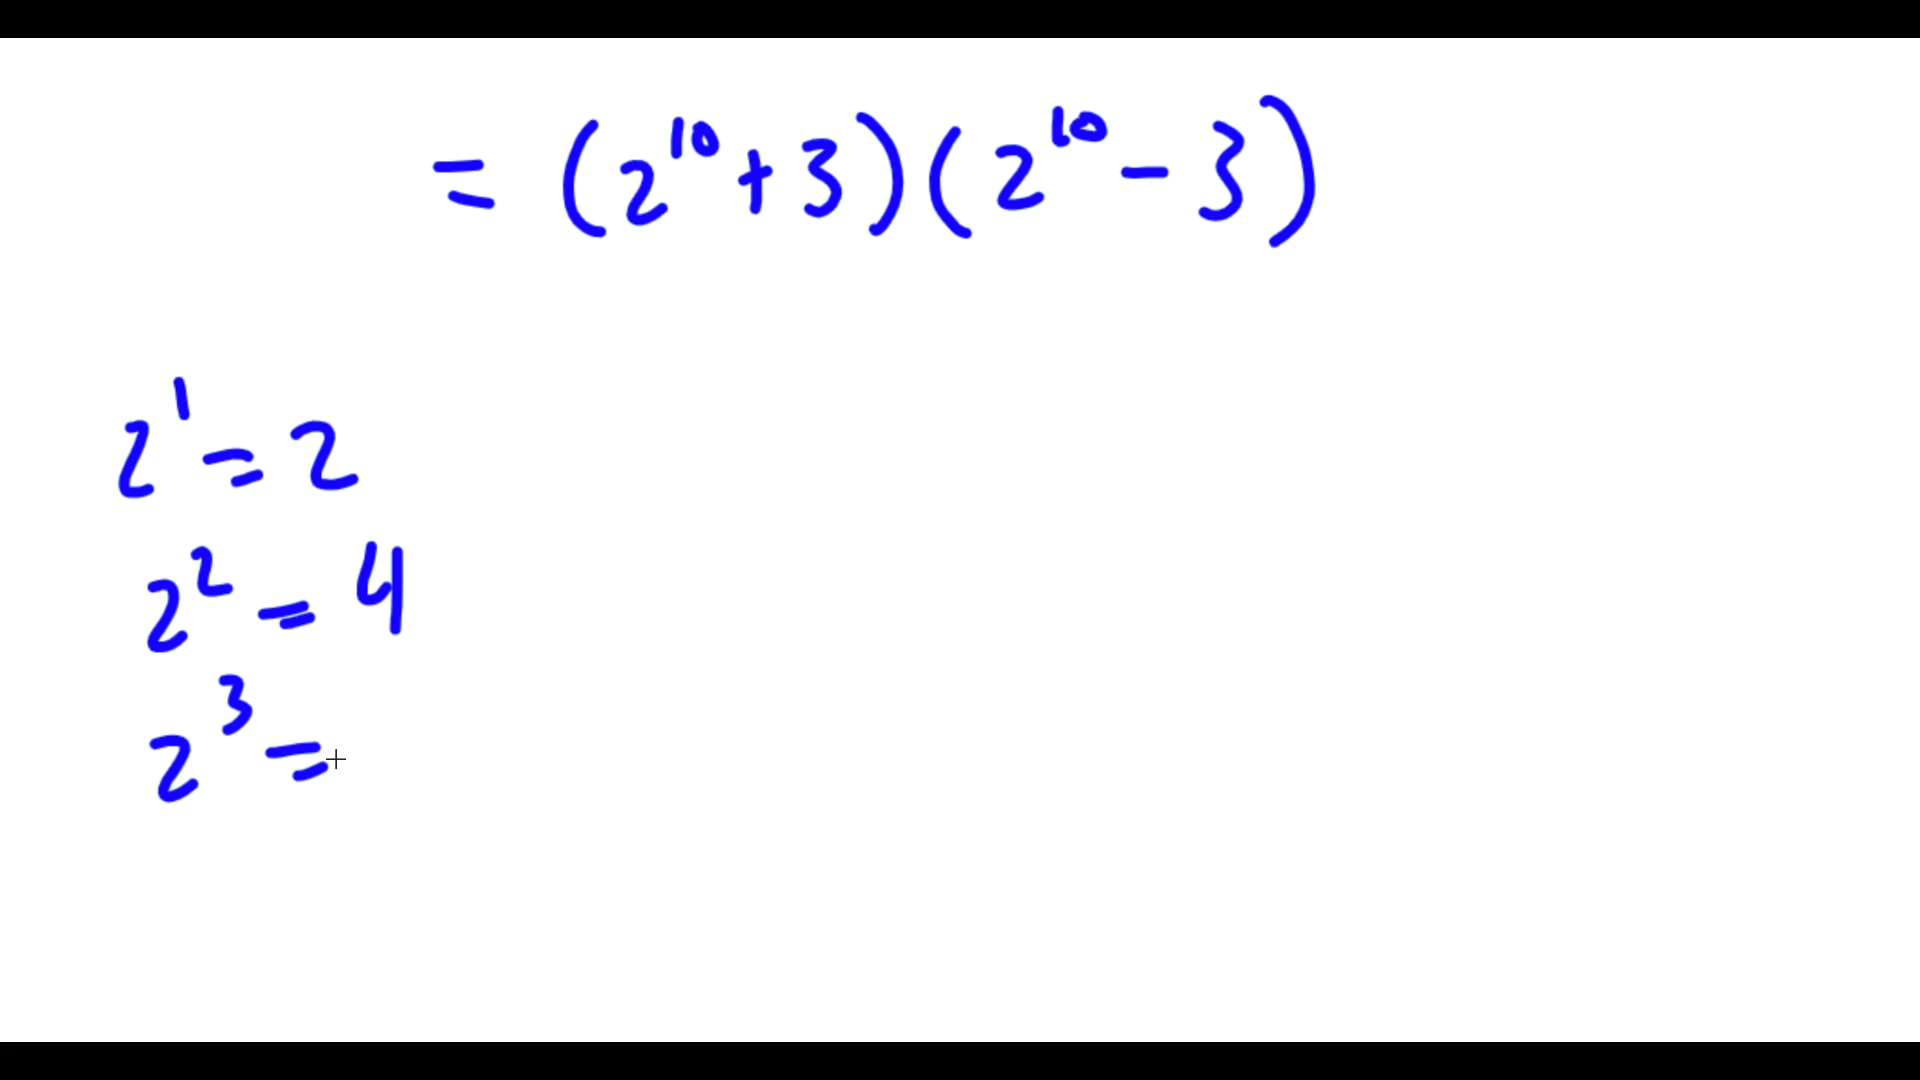 = (2¹⁰ + 3)(2¹⁰ - 3)
2¹ = 2
2² = 4
2³ =